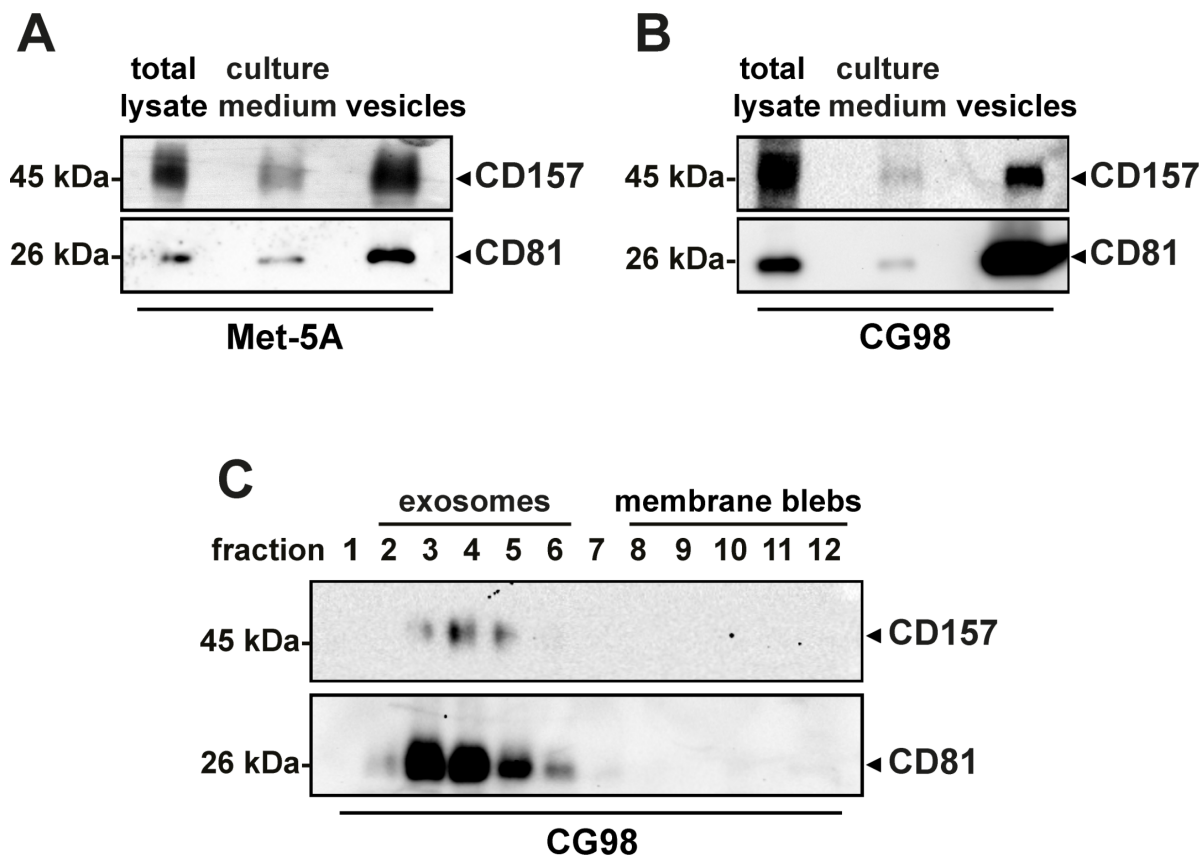 A
total culture
lysate medium vesicles
45 kDa- ◄CD157
26 kDa- ◄CD81
Met-5A
B
total culture
lysate medium vesicles
45 kDa- ◄CD157
26 kDa- ◄CD81
CG98
C
exosomes membrane blebs
fraction 1 2 3 4 5 6 7 8 9 10 11 12
45 kDa- ◄CD157
26 kDa- ◄CD81
CG98